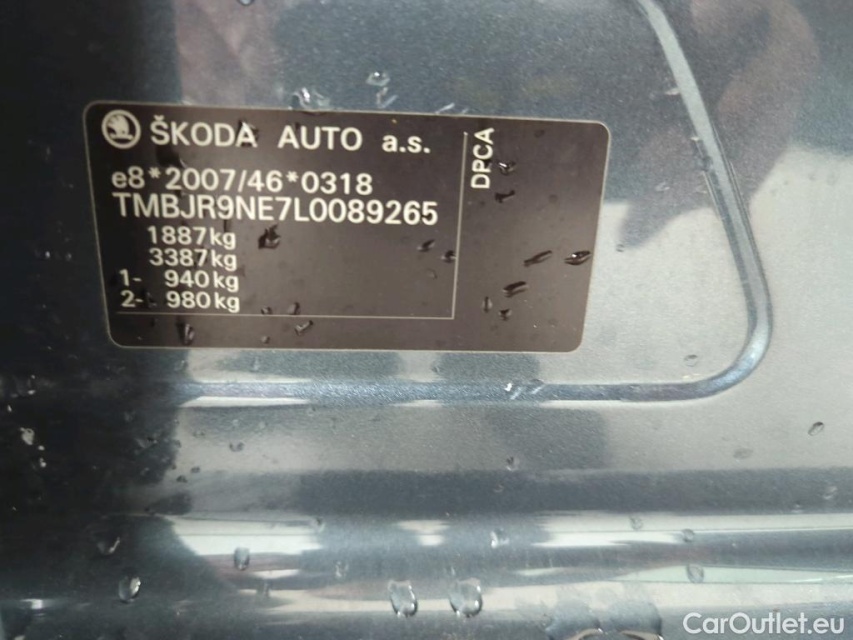 ŠKODA AUTO a.s.
e8*2007/46*0318
TMBJR9NE7L0089265
1887kg
3387kg
1- 940kg
2- 980kg
DPCA
CarOutlet.eu